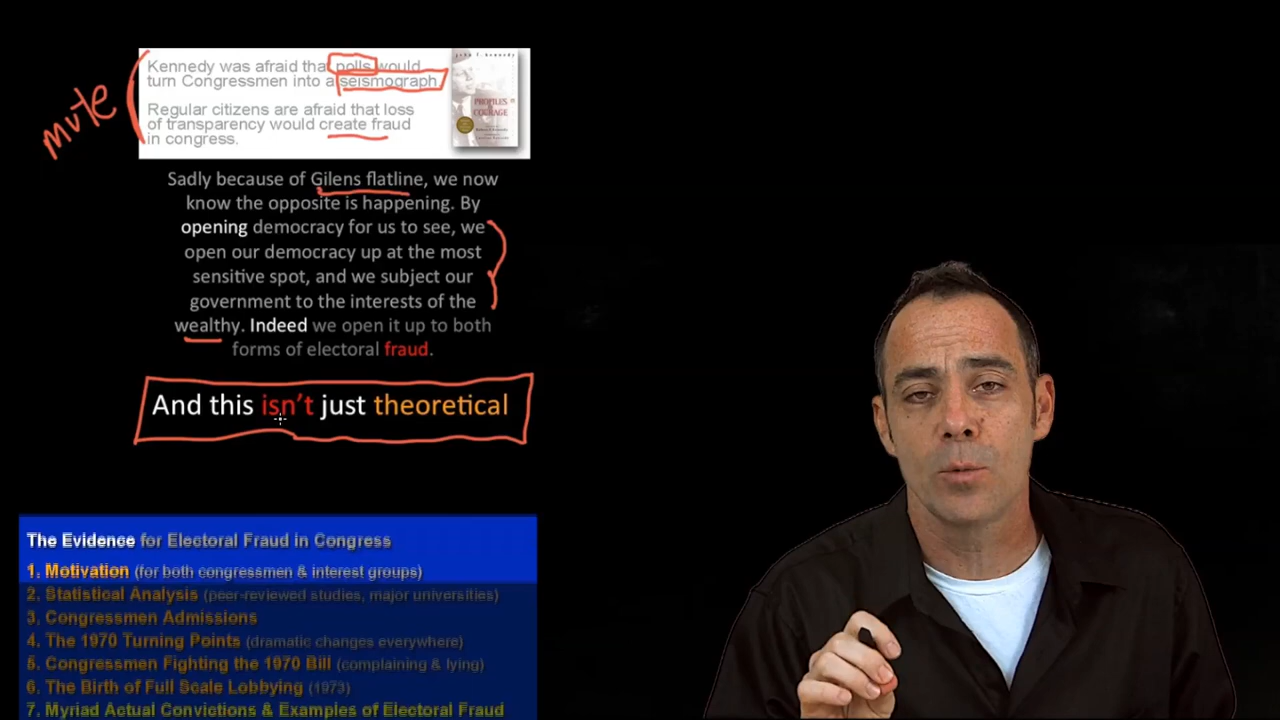 mute
Kennedy was afraid that polls would
turn Congressmen into a seismograph.
Regular citizens are afraid that loss
of transparency would create fraud
in congress.
john f. kennedy
PROFILES
IN
COURAGE
Sadly because of Gilens flatline, we now
know the opposite is happening. By
opening democracy for us to see, we
open our democracy up at the most
sensitive spot, and we subject our
government to the interests of the
wealthy. Indeed we open it up to both
forms of electoral fraud.
And this isn't just theoretical
The Evidence for Electoral Fraud in Congress
1. Motivation (for both congressmen & interest groups)
2. Statistical Analysis (peer-reviewed studies, major universities)
3. Congressmen Admissions
4. The 1970 Turning Points (dramatic changes everywhere)
5. Congressmen Fighting the 1970 Bill (complaining & lying)
6. The Birth of Full Scale Lobbying (1973)
7. Myriad Actual Convictions & Examples of Electoral Fraud